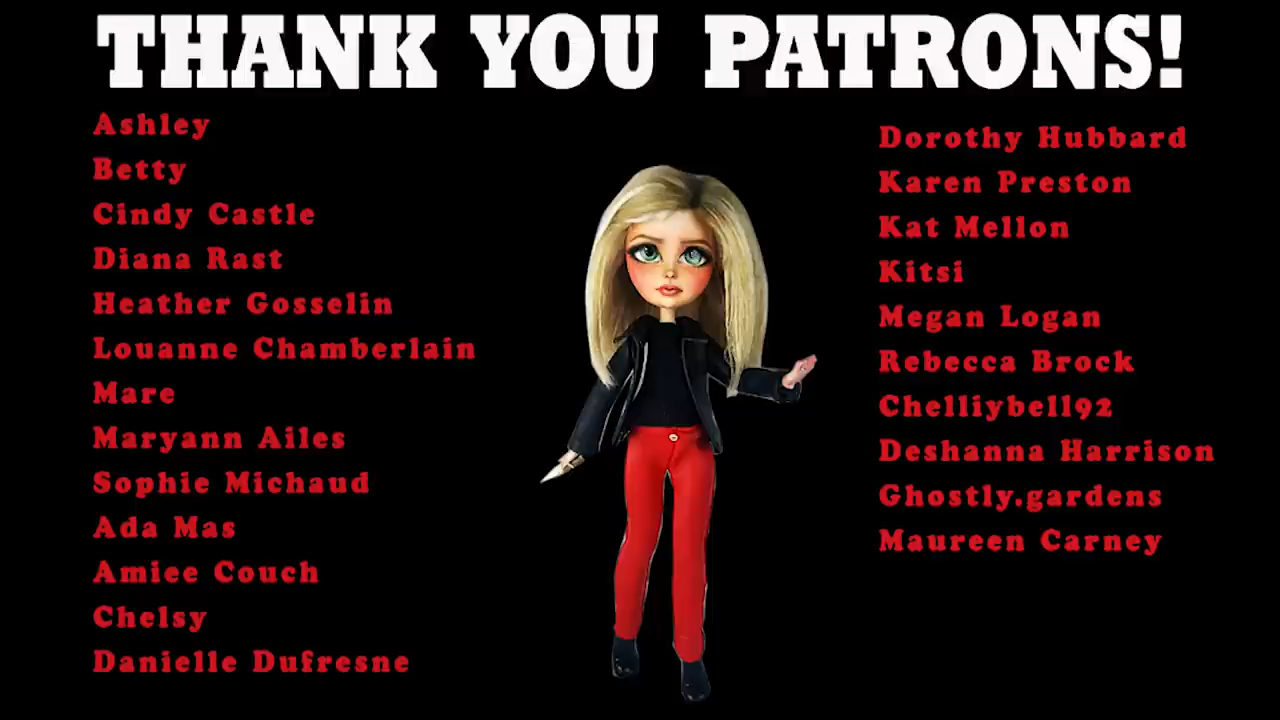 THANK YOU PATRONS!
Ashley
Betty
Cindy Castle
Diana Rast
Heather Gosselin
Louanne Chamberlain
Mare
Maryann Ailes
Sophie Michaud
Ada Mas
Amiee Couch
Chelsy
Danielle Dufresne
Dorothy Hubbard
Karen Preston
Kat Mellon
Kitsi
Megan Logan
Rebecca Brock
Chelliybell92
Deshanna Harrison
Ghostly.gardens
Maureen Carney